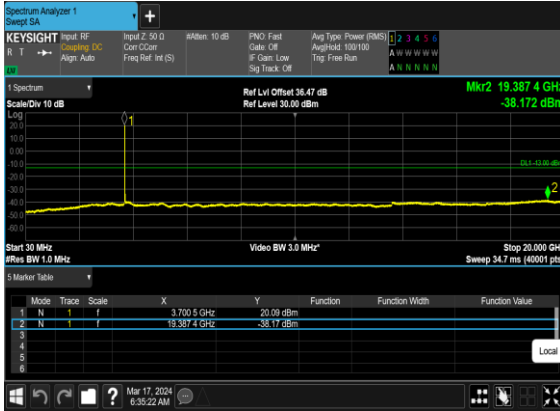 Spectrum Analyzer 1
Swept SA
+
KEYSIGHT Input: RF Input Z: 50 Ω #Atten: 10 dB PNO: Fast Avg Type: Power (RMS) 1 2 3 4 5 6
R T Coupling: DC Corr CCorr Gate: Off Avg|Hold: 100/100 A W W W W W
Align: Auto Freq Ref: Int (S) IF Gain: Low Trig: Free Run A N N N N N
Sig Track: Off
1 Spectrum Ref Lvl Offset 36.47 dB Mkr2 19.387 4 GHz
Scale/Div 10 dB Ref Level 30.00 dBm -38.172 dBm
Log
20.0
10.0
0.00
-10.0
-20.0
-30.0
-40.0
-50.0
-60.0
1
DL1 -13.00 dBm
2
Start 30 MHz Video BW 3.0 MHz* Stop 20.000 GH
#Res BW 1.0 MHz Sweep 34.7 ms (40001 pts
5 Marker Table
Mode Trace Scale X Y Function Function Width Function Value
1 N 1 f 3.700 5 GHz 20.09 dBm
2 N 1 f 19.387 4 GHz -38.17 dBm
3
4
5
6
Local
? Mar 17, 2024
6:35:22 AM